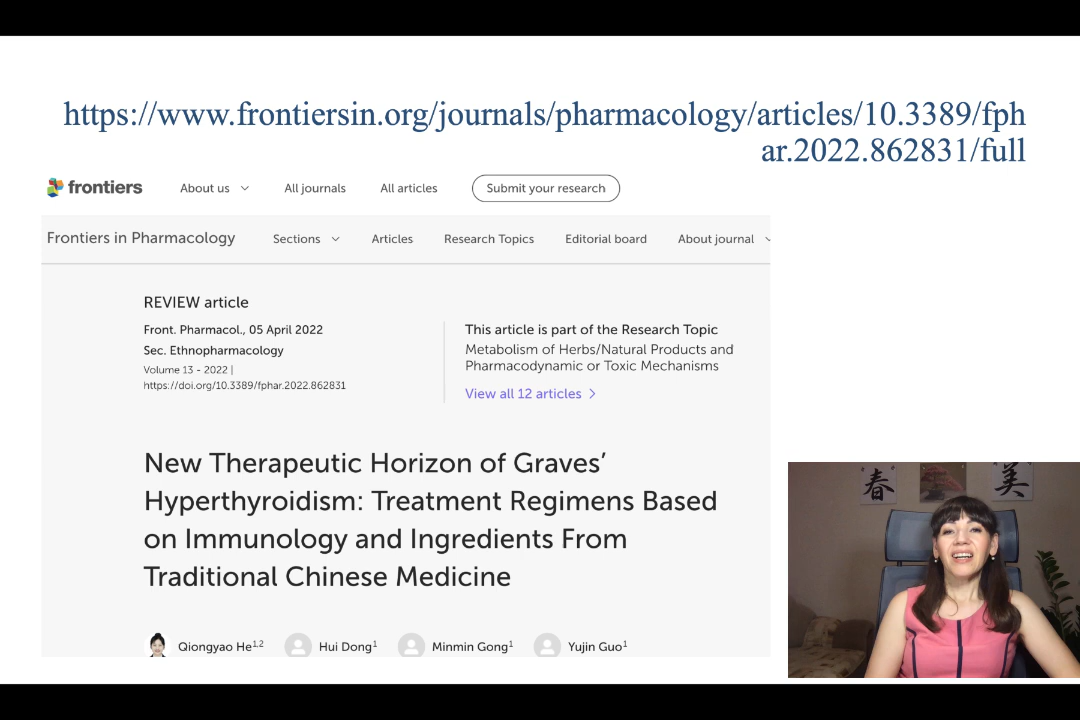 https://www.frontiersin.org/journals/pharmacology/articles/10.3389/fph
ar.2022.862831/full
frontiers About us All journals All articles Submit your research
Frontiers in Pharmacology Sections Articles Research Topics Editorial board About journal
REVIEW article
Front. Pharmacol., 05 April 2022
Sec. Ethnopharmacology
Volume 13 - 2022 |
https://doi.org/10.3389/fphar.2022.862831
This article is part of the Research Topic
Metabolism of Herbs/Natural Products and
Pharmacodynamic or Toxic Mechanisms
View all 12 articles
New Therapeutic Horizon of Graves’
Hyperthyroidism: Treatment Regimens Based
on Immunology and Ingredients From
Traditional Chinese Medicine
Qiongyao He1,2 Hui Dong1 Minmin Gong1 Yujin Guo1
春 美